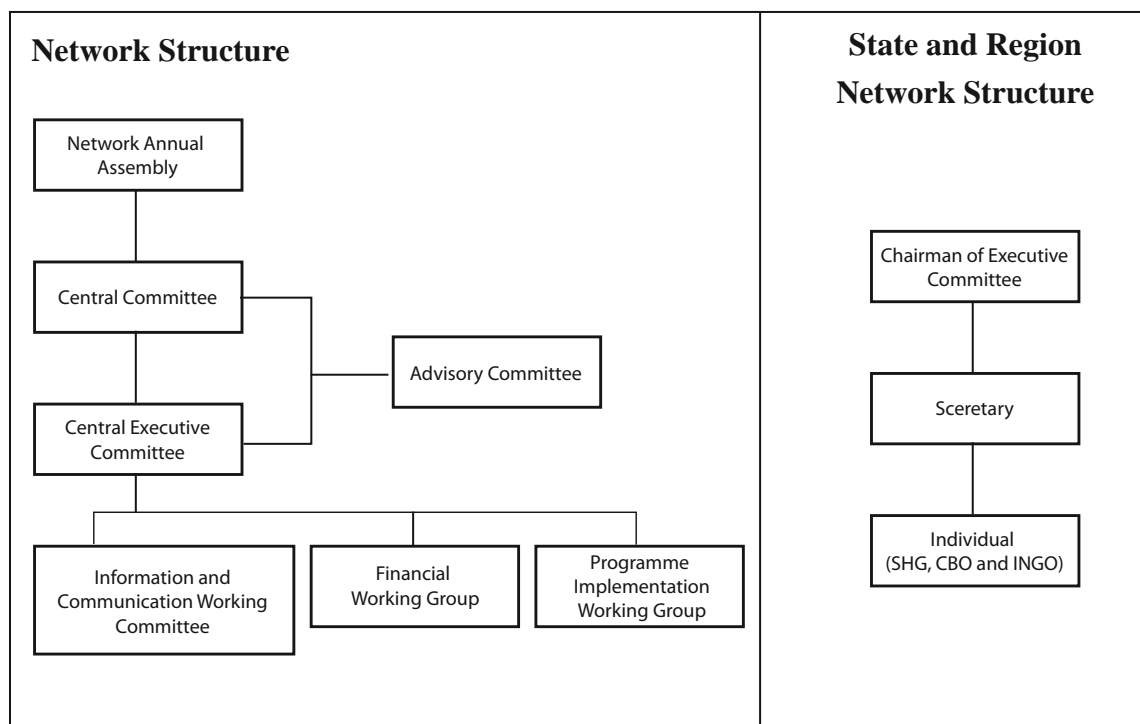 Network Structure
Network Annual
Assembly
Central Committee
Advisory Committee
Central Executive
Committee
Information and
Communication Working
Committee
Financial
Working Group
Programme
Implementation
Working Group
State and Region
Network Structure
Chairman of Executive
Committee
Sceretary
Individual
(SHG, CBO and INGO)